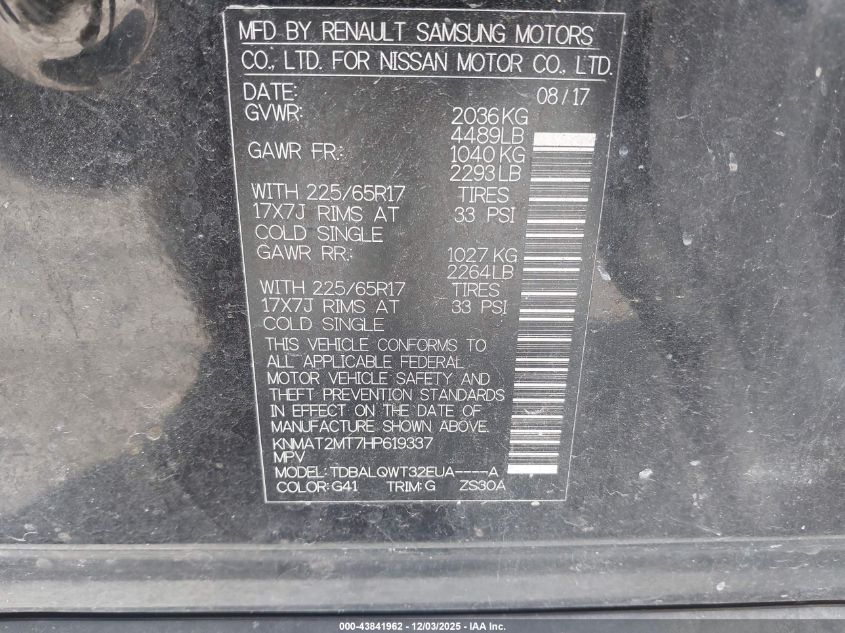 MFD BY RENAULT SAMSUNG MOTORS
CO., LTD. FOR NISSAN MOTOR CO., LTD.
DATE: 08/17
GVWR: 2036KG
4489LB
GAWR FR.: 1040 KG
2293LB
WITH 225/65R17 TIRES
17X7J RIMS AT 33 PSI
COLD SINGLE
GAWR RR.: 1027 KG
2264LB
WITH 225/65R17 TIRES
17X7J RIMS AT 33 PSI
COLD SINGLE
THIS VEHICLE CONFORMS TO
ALL APPLICABLE FEDERAL
MOTOR VEHICLE SAFETY AND
THEFT PREVENTION STANDARDS
IN EFFECT ON THE DATE OF
MANUFACTURE SHOWN ABOVE.
KNMAT2MT7HP619337
MPV
MODEL:TDBALQWT32EUA----A
COLOR:G41 TRIM:G ZS30A
000-43841962 - 12/03/2025 - IAA Inc.